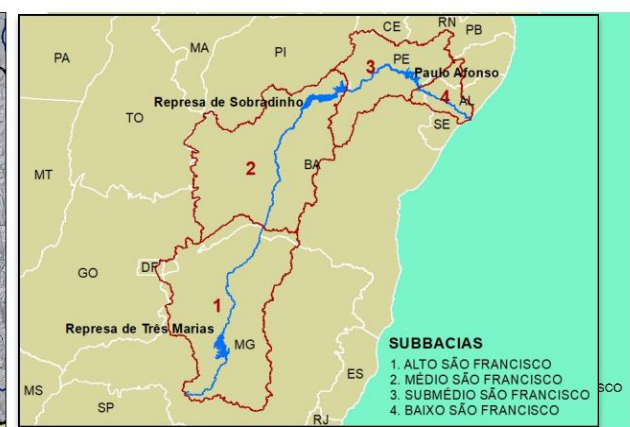 CE
RN
PB
MA
PI
PA
3
PE
Paulo Afonso
Represa de Sobradinho
4
AL
TO
SE
2
BA
MT
GO
DF
1
Represa de Três Marias
MG
ES
MS
SP
RJ
SUBBACIAS
1. ALTO SÃO FRANCISCO
2. MÉDIO SÃO FRANCISCO
3. SUBMÉDIO SÃO FRANCISCO
4. BAIXO SÃO FRANCISCO
SCO